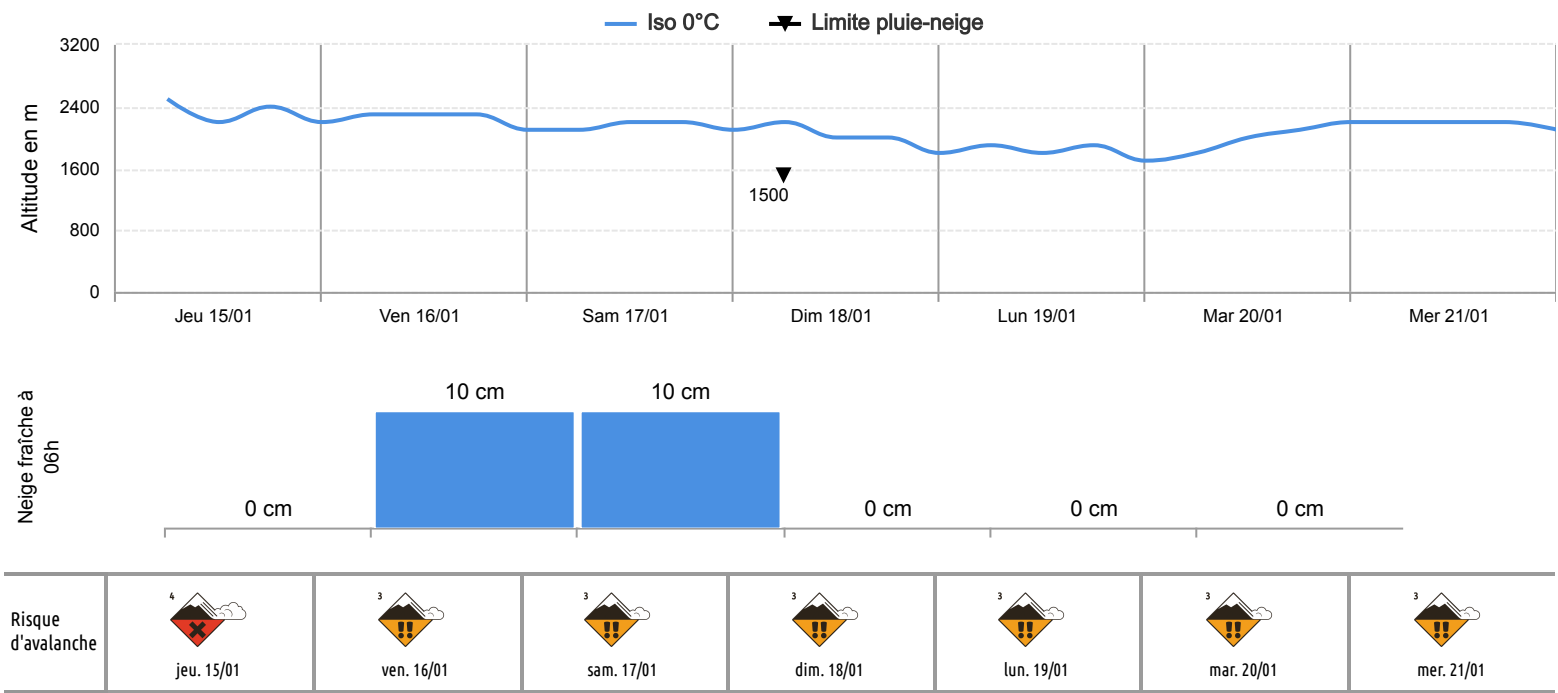 Iso 0°C Limite pluie-neige
3200
2400
1600
800
0
Altitude en m
1500
Jeu 15/01 Ven 16/01 Sam 17/01 Dim 18/01 Lun 19/01 Mar 20/01 Mer 21/01
Neige fraîche à
06h
0 cm 10 cm 10 cm 0 cm 0 cm 0 cm
Risque
d'avalanche
4 3 3 3 3 3 3
jeu. 15/01 ven. 16/01 sam. 17/01 dim. 18/01 lun. 19/01 mar. 20/01 mer. 21/01